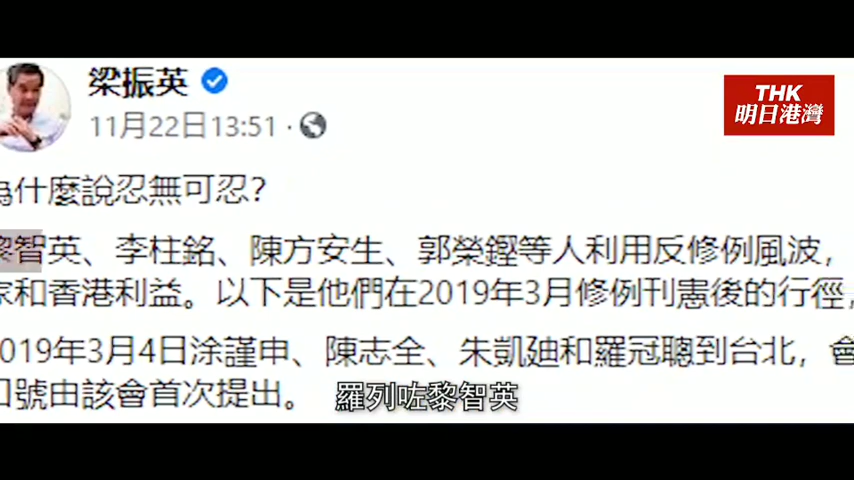 梁振英
11月22日13:51
THK
明日港灣
為什麼說忍無可忍?
黎智英、李柱銘、陳方安生、郭榮鏗等人利用反修例風波,
家和香港利益。以下是他們在2019年3月修例刊憲後的行徑,
2019年3月4日涂謹申、陳志全、朱凱廸和羅冠聰到台北,會
口號由該會首次提出。
羅列咗黎智英